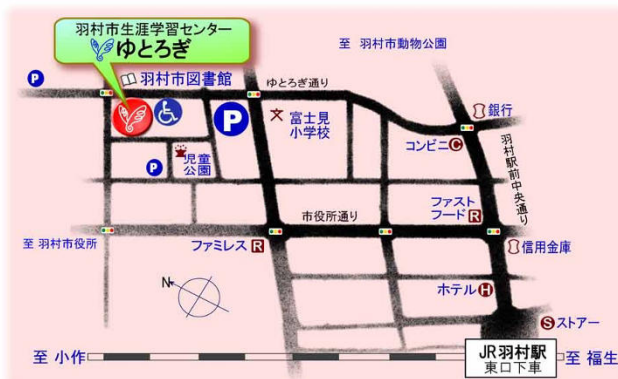 羽村市生涯学習センター
ゆとろぎ
至 羽村市動物公園
P
羽村市図書館
ゆとろぎ通り
P
富士見
小学校
銀行
コンビニ C
羽村駅前中央通り
P
児童
公園
ファスト
フード R
市役所通り
至 羽村市役所
ファミレス R
信用金庫
N
ホテル H
S ストアー
至 小作
JR羽村駅
東口下車
至 福生